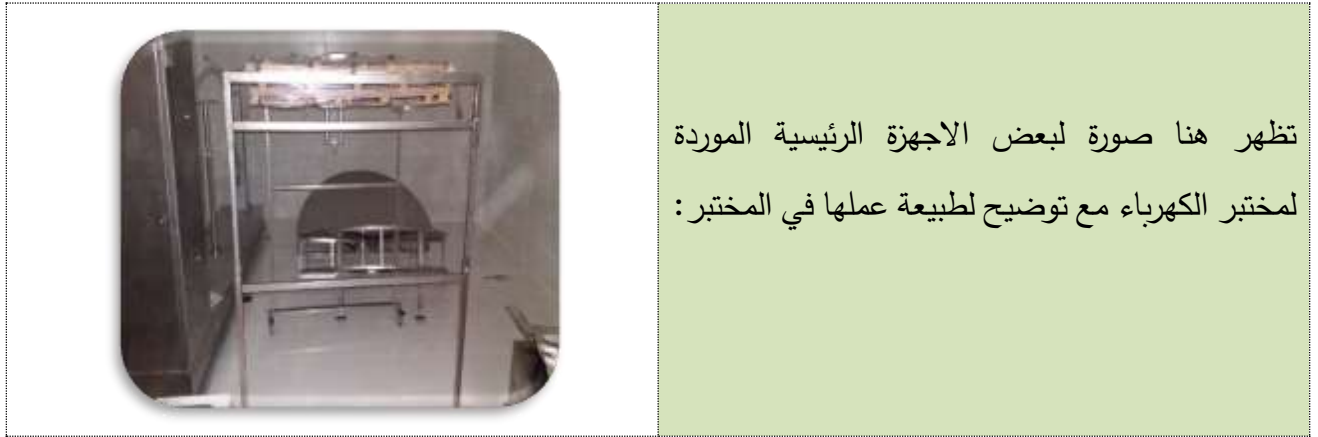 تظهر هنا صورة لبعض الاجهزة الرئيسية الموردة
لمختبر الكهرباء مع توضيح لطبيعة عملها في المختبر: